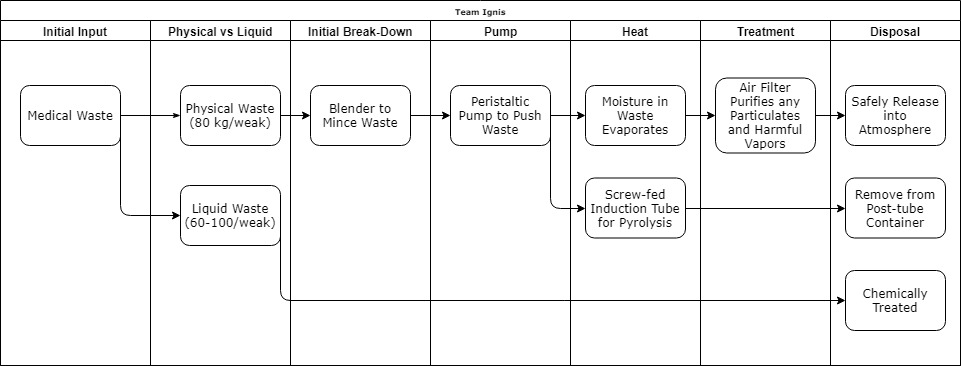 Team Ignis
Initial Input
Physical vs Liquid
Initial Break-Down
Pump
Heat
Treatment
Disposal
Medical Waste
Physical Waste
(80 kg/weak)
Blender to
Mince Waste
Peristaltic
Pump to Push
Waste
Moisture in
Waste
Evaporates
Air Filter
Purifies any
Particulates
and Harmful
Vapors
Safely Release
into
Atmosphere
Liquid Waste
(60-100/weak)
Screw-fed
Induction Tube
for Pyrolysis
Remove from
Post-tube
Container
Chemically
Treated